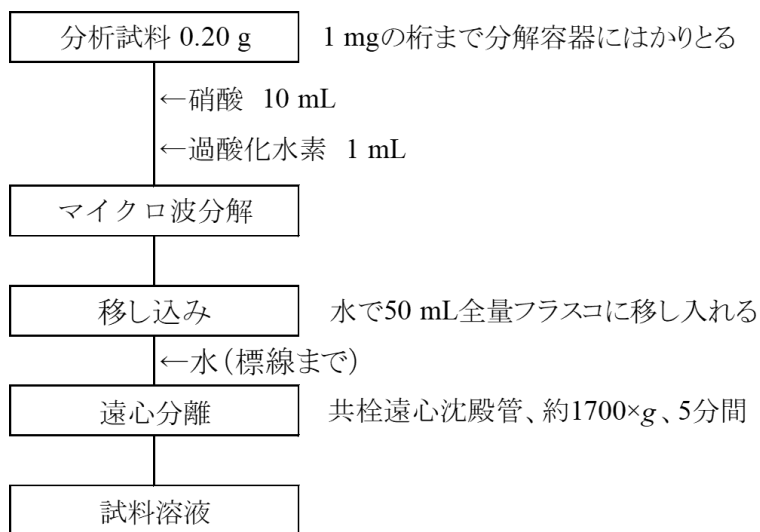 分析試料 0.20 g 1 mgの桁まで分解容器にはかりとる
←硝酸 10 mL
←過酸化水素 1 mL
マイクロ波分解
移し込み 水で50 mL全量フラスコに移し入れる
←水(標線まで)
遠心分離 共栓遠心沈殿管、約1700×g、5分間
試料溶液